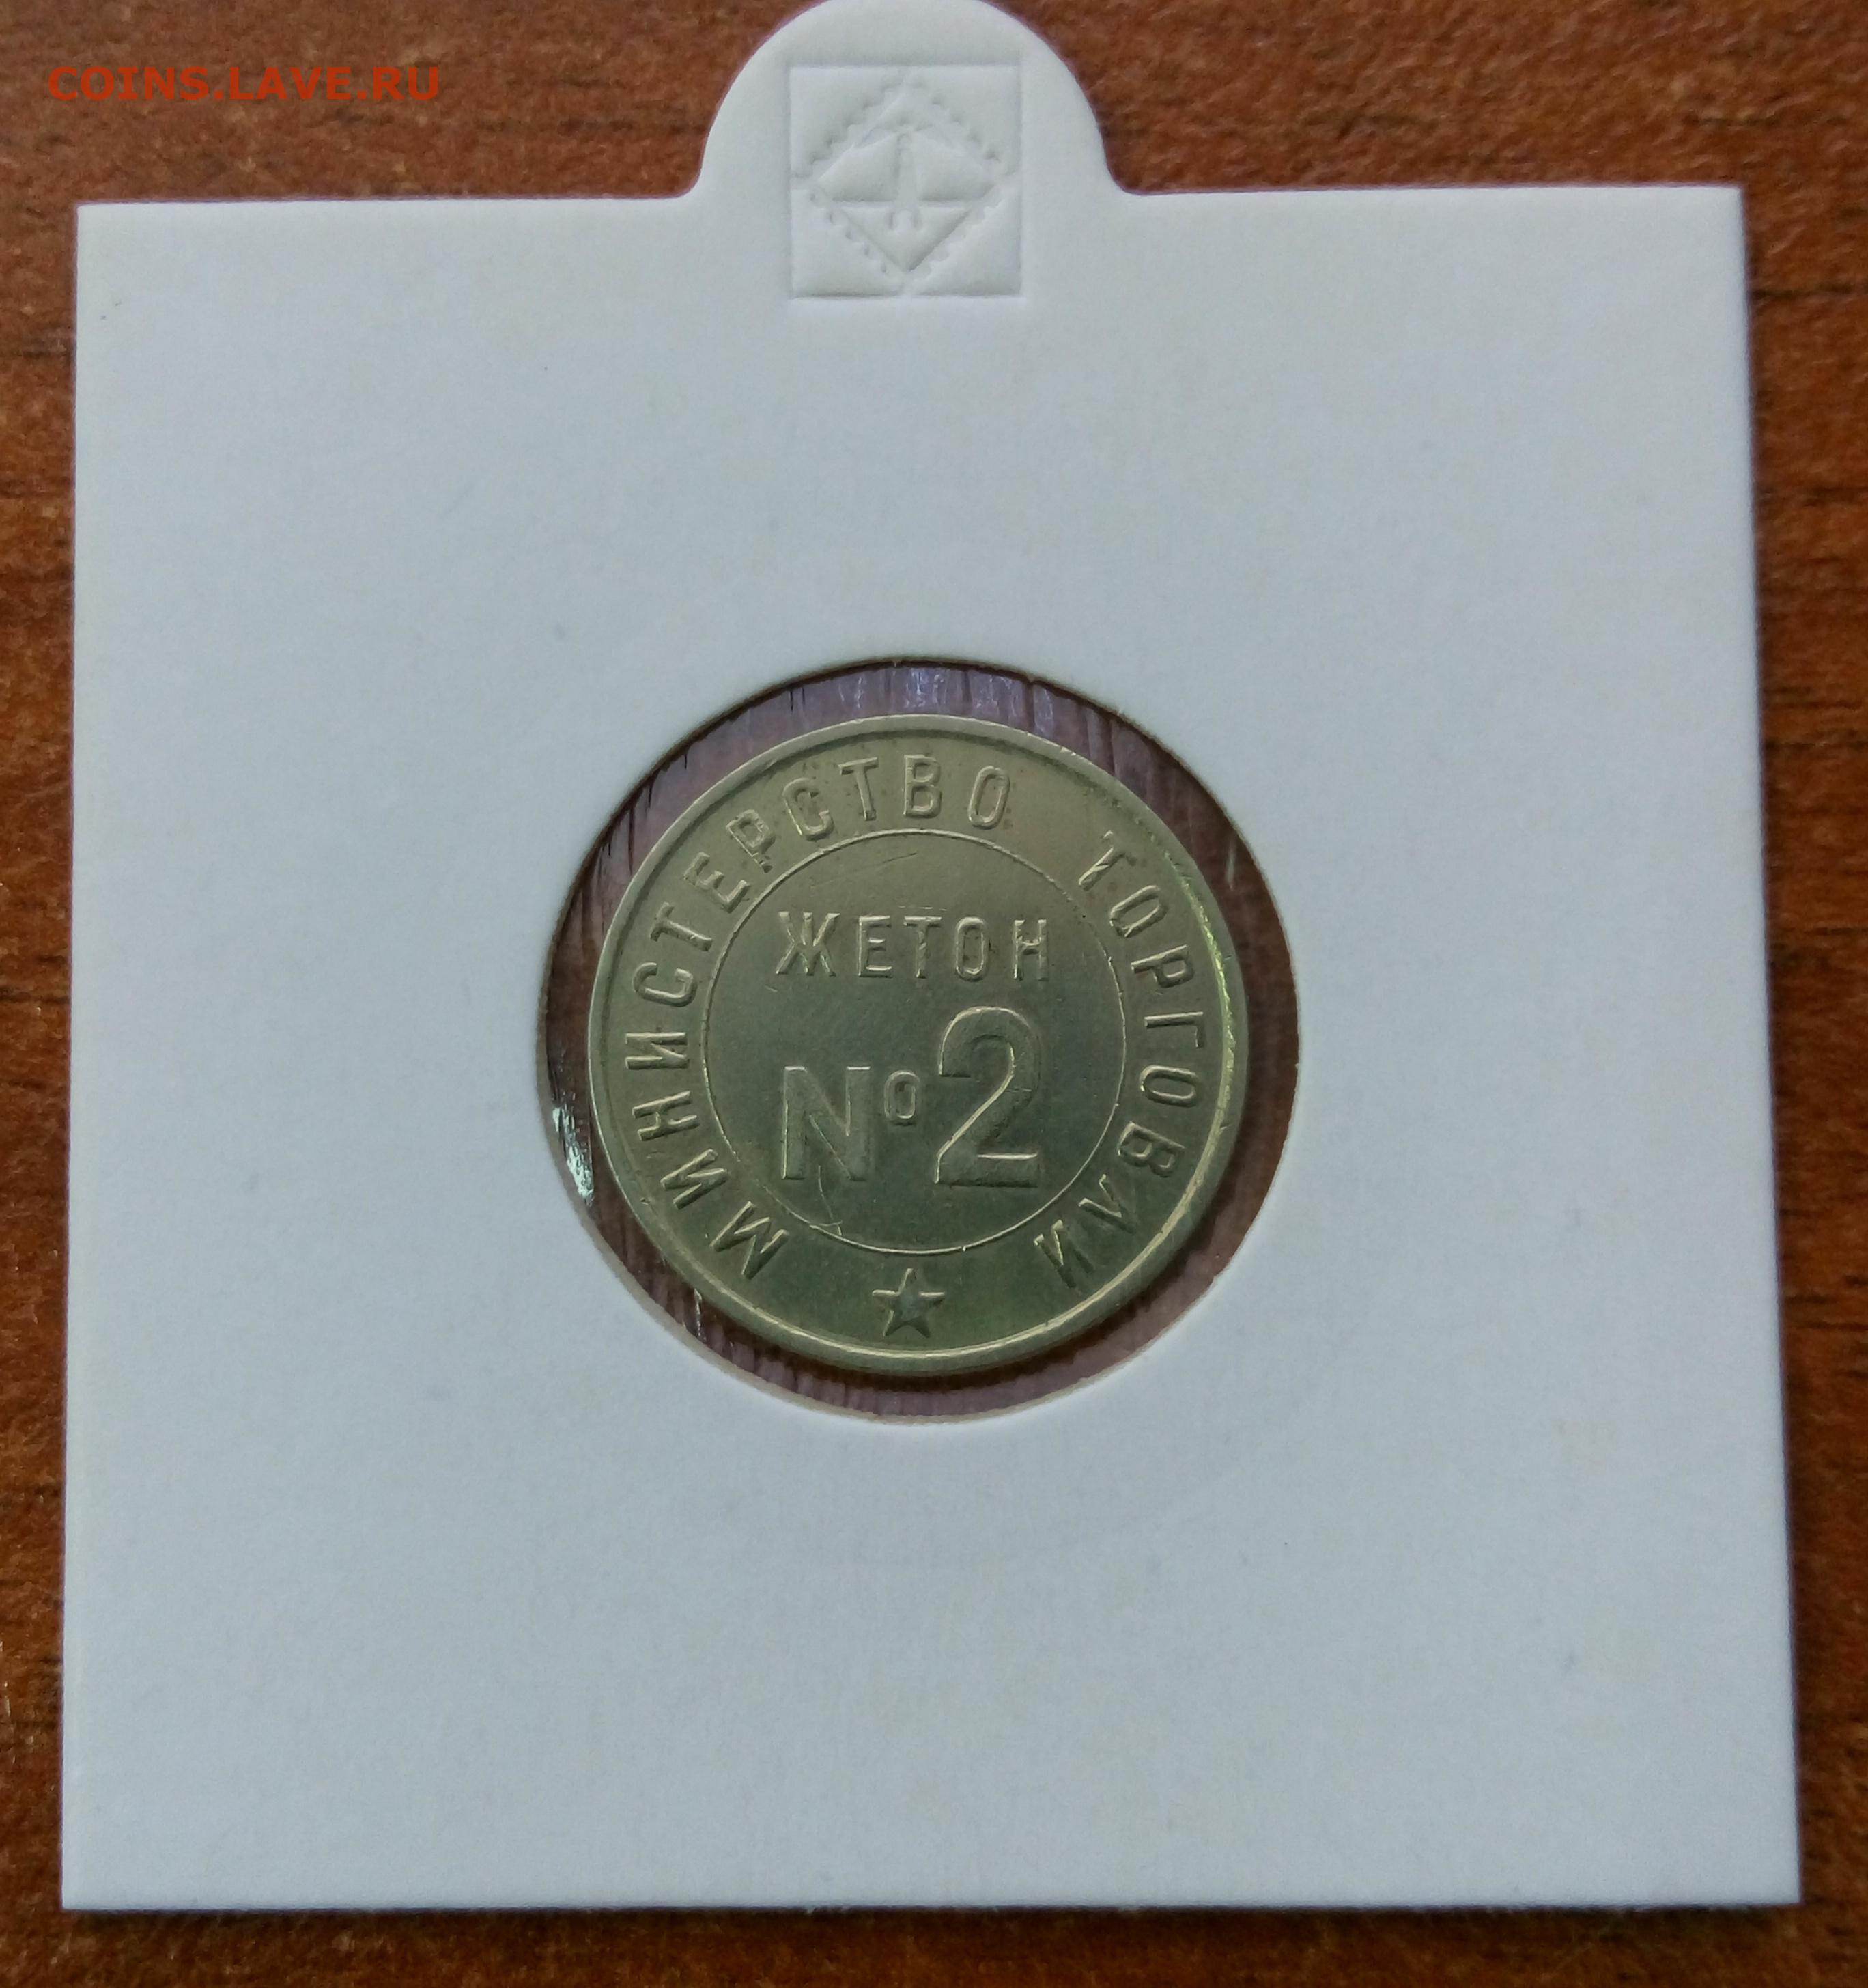 COINS.LAVE.RU
МИНИСТЕРСТВО ТОРГОВЛИ
ЖЕТОН
№2